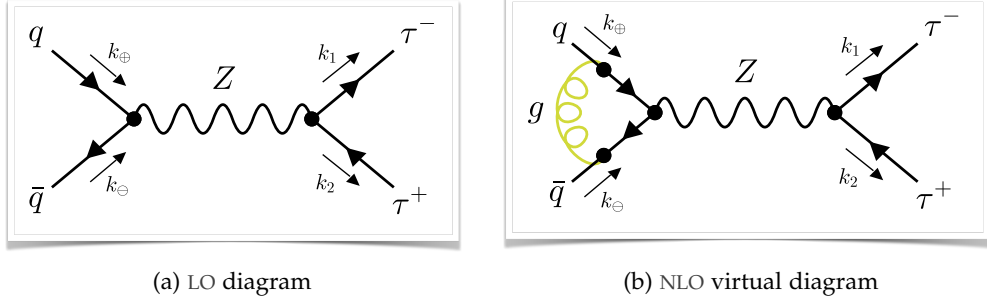 q k⊕ Z k₁ τ⁻
q̄ k⊖ k₂ τ⁺
(a) LO diagram
q k⊕ g Z k₁ τ⁻
q̄ k⊖ k₂ τ⁺
(b) NLO virtual diagram